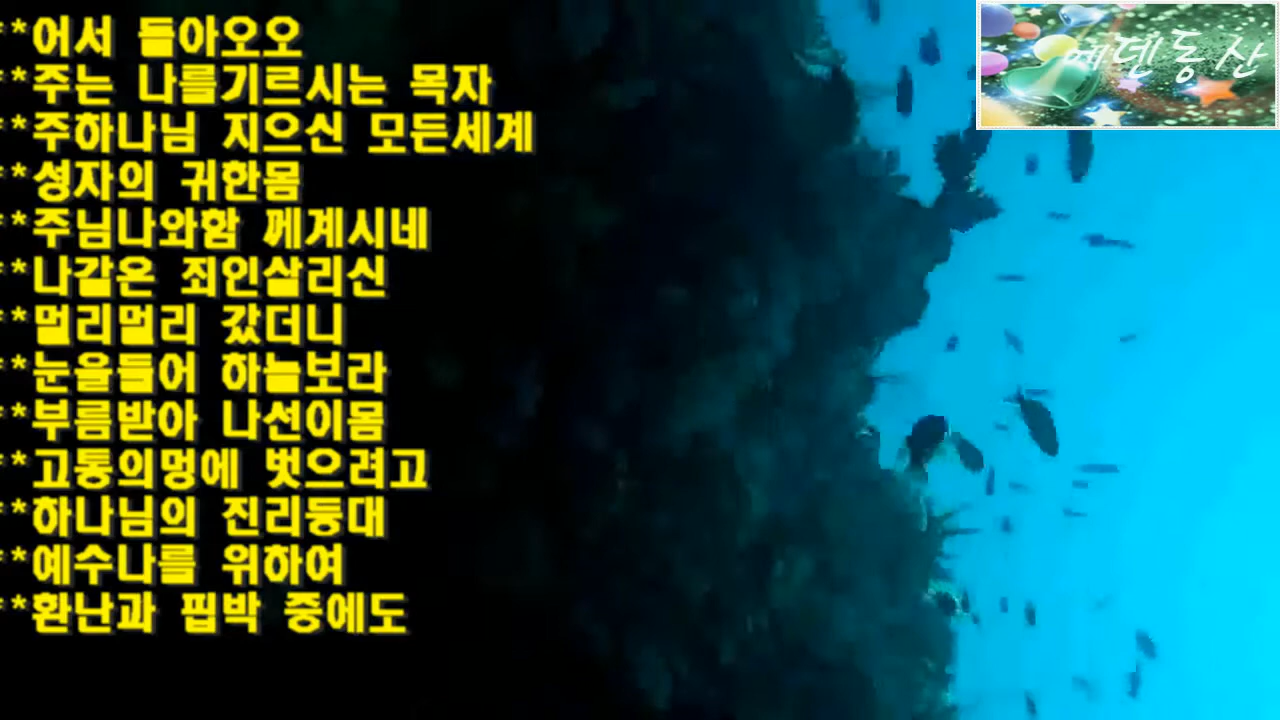 **어서 돌아오오
**주는 나를기르시는 목자
**주하나님 지으신 모든세계
**성자의 귀한몸
**주님나와함 께계시네
**나같은 죄인살리신
**멀리멀리 갔더니
**눈을들어 하늘보라
**부름받아 나선이몸
**고통의멍에 벗으려고
**하나님의 진리등대
**예수나를 위하여
**환난과 핍박 중에도
에덴동산